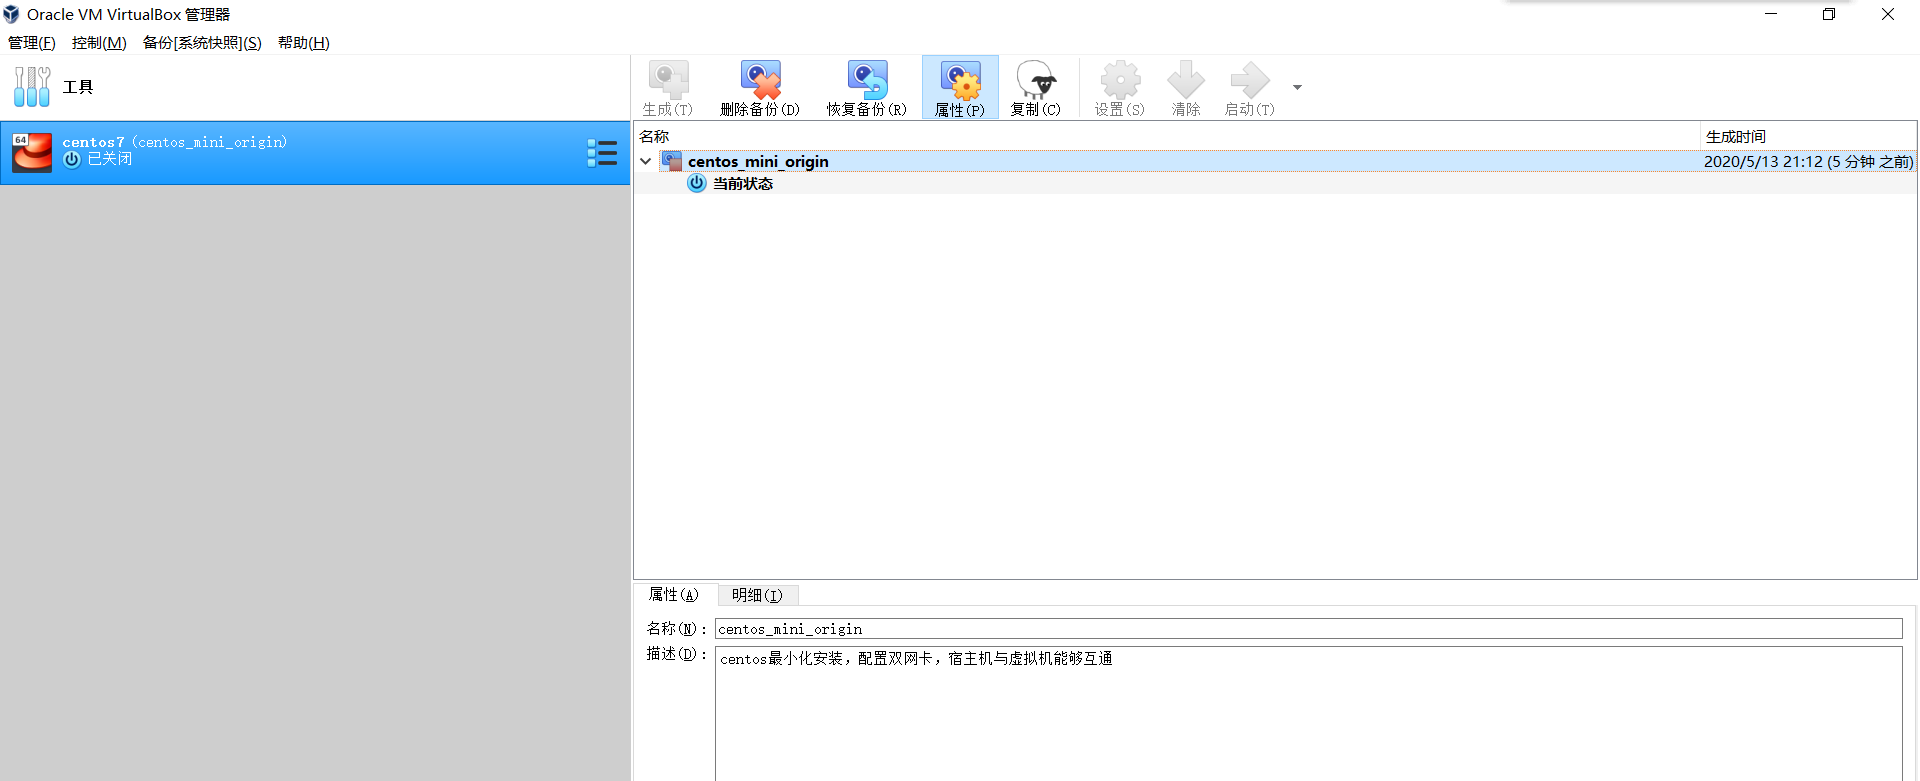 Oracle VM VirtualBox 管理器
管理(F) 控制(M) 备份[系统快照](S) 帮助(H)
工具
生成(T) 删除备份(D) 恢复备份(R) 属性(P) 复制(C) 设置(S) 清除 启动(T)
64
centos7 (centos_mini_origin)
已关闭
名称 生成时间
centos_mini_origin 2020/5/13 21:12 (5 分钟 之前)
当前状态
属性(A) 明细(I)
名称(N): centos_mini_origin
描述(D): centos最小化安装，配置双网卡，宿主机与虚拟机能够互通